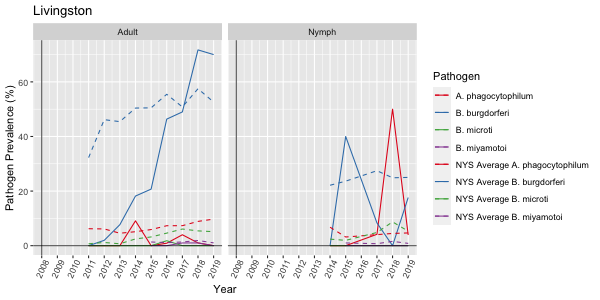 Livingston
Adult
Nymph
Pathogen Prevalence (%)
60
40
20
0
2008 2009 2010 2011 2012 2013 2014 2015 2016 2017 2018 2019
2008 2009 2010 2011 2012 2013 2014 2015 2016 2017 2018 2019
Year
Pathogen
A. phagocytophilum
B. burgdorferi
B. microti
B. miyamotoi
NYS Average A. phagocytophilum
NYS Average B. burgdorferi
NYS Average B. microti
NYS Average B. miyamotoi